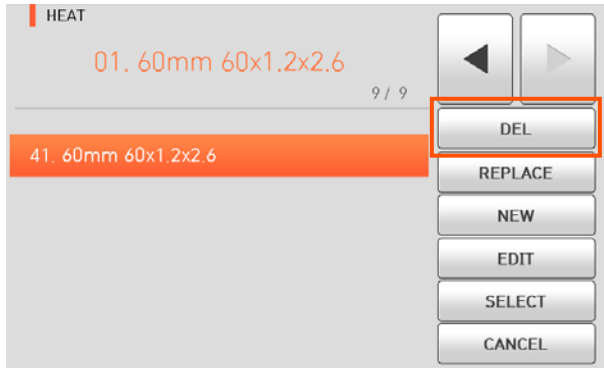 HEAT
01. 60mm 60x1.2x2.6
9 / 9
41. 60mm 60x1.2x2.6
DEL
REPLACE
NEW
EDIT
SELECT
CANCEL